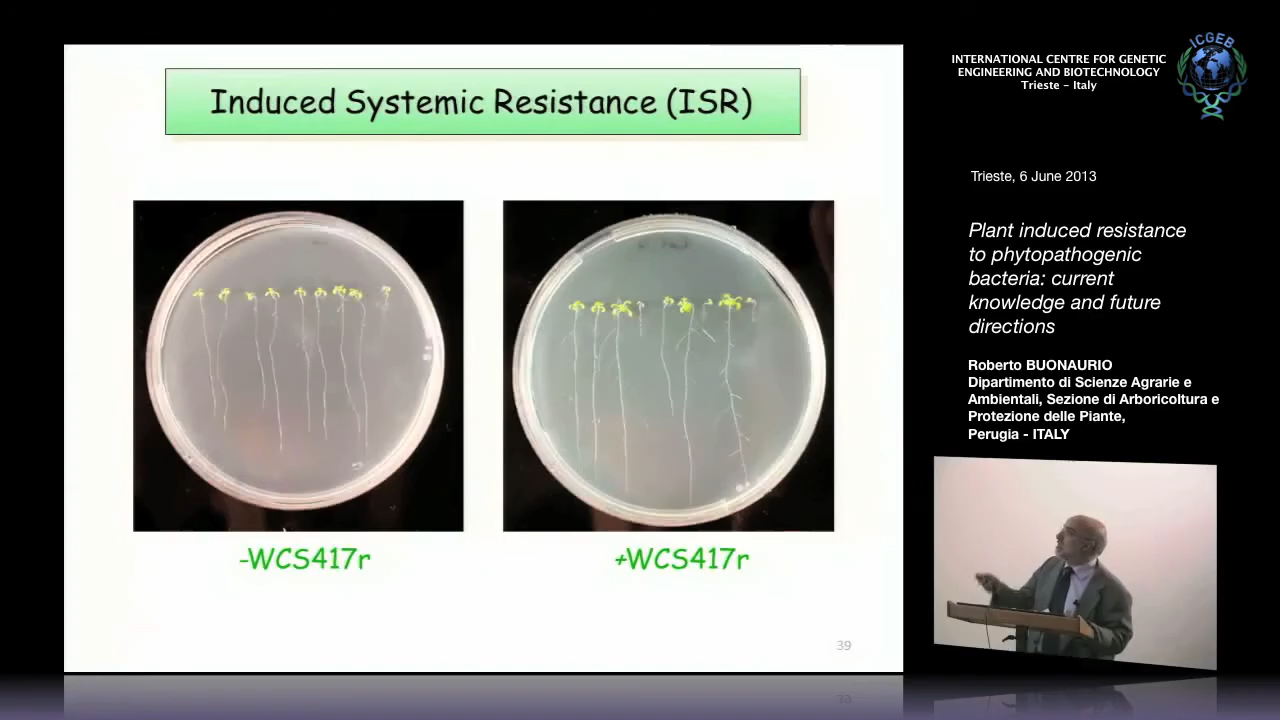 Induced Systemic Resistance (ISR)
-WCS417r
+WCS417r
39
INTERNATIONAL CENTRE FOR GENETIC
ENGINEERING AND BIOTECHNOLOGY
Trieste - Italy
ICGEB
Trieste, 6 June 2013
Plant induced resistance
to phytopathogenic
bacteria: current
knowledge and future
directions
Roberto BUONAURIO
Dipartimento di Scienze Agrarie e
Ambientali, Sezione di Arboricoltura e
Protezione delle Piante,
Perugia - ITALY